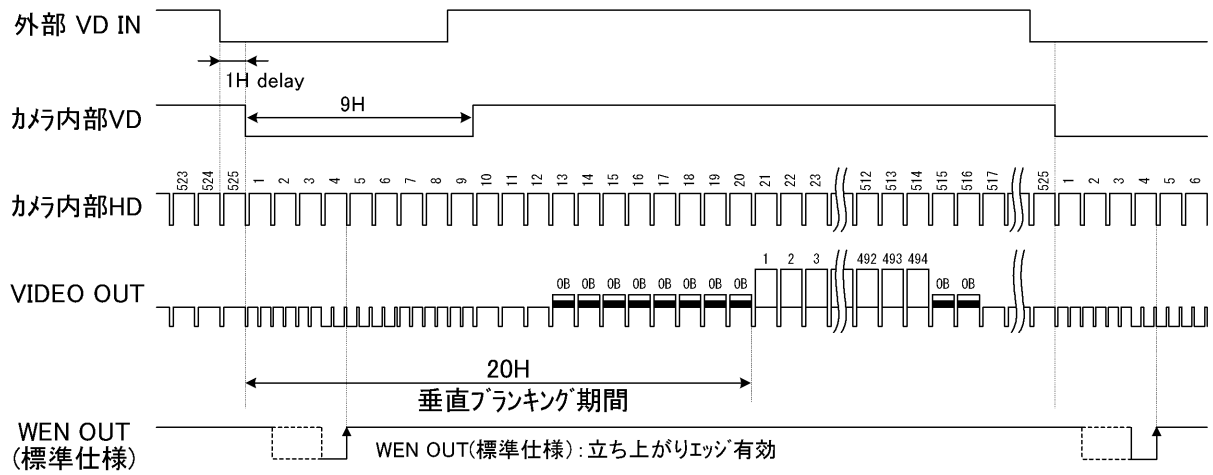 外部 VD IN
1H delay
カメラ内部VD
9H
カメラ内部HD
523 524 525 1 2 3 4 5 6 7 8 9 10 11 12 13 14 15 16 17 18 19 20 21 22 23 512 513 514 515 516 517 525 1 2 3 4 5 6
VIDEO OUT
OB OB OB OB OB OB OB OB 1 2 3 492 493 494 OB OB
20H
垂直ブランキング期間
WEN OUT
(標準仕様)
WEN OUT(標準仕様):立ち上がりエッジ有効